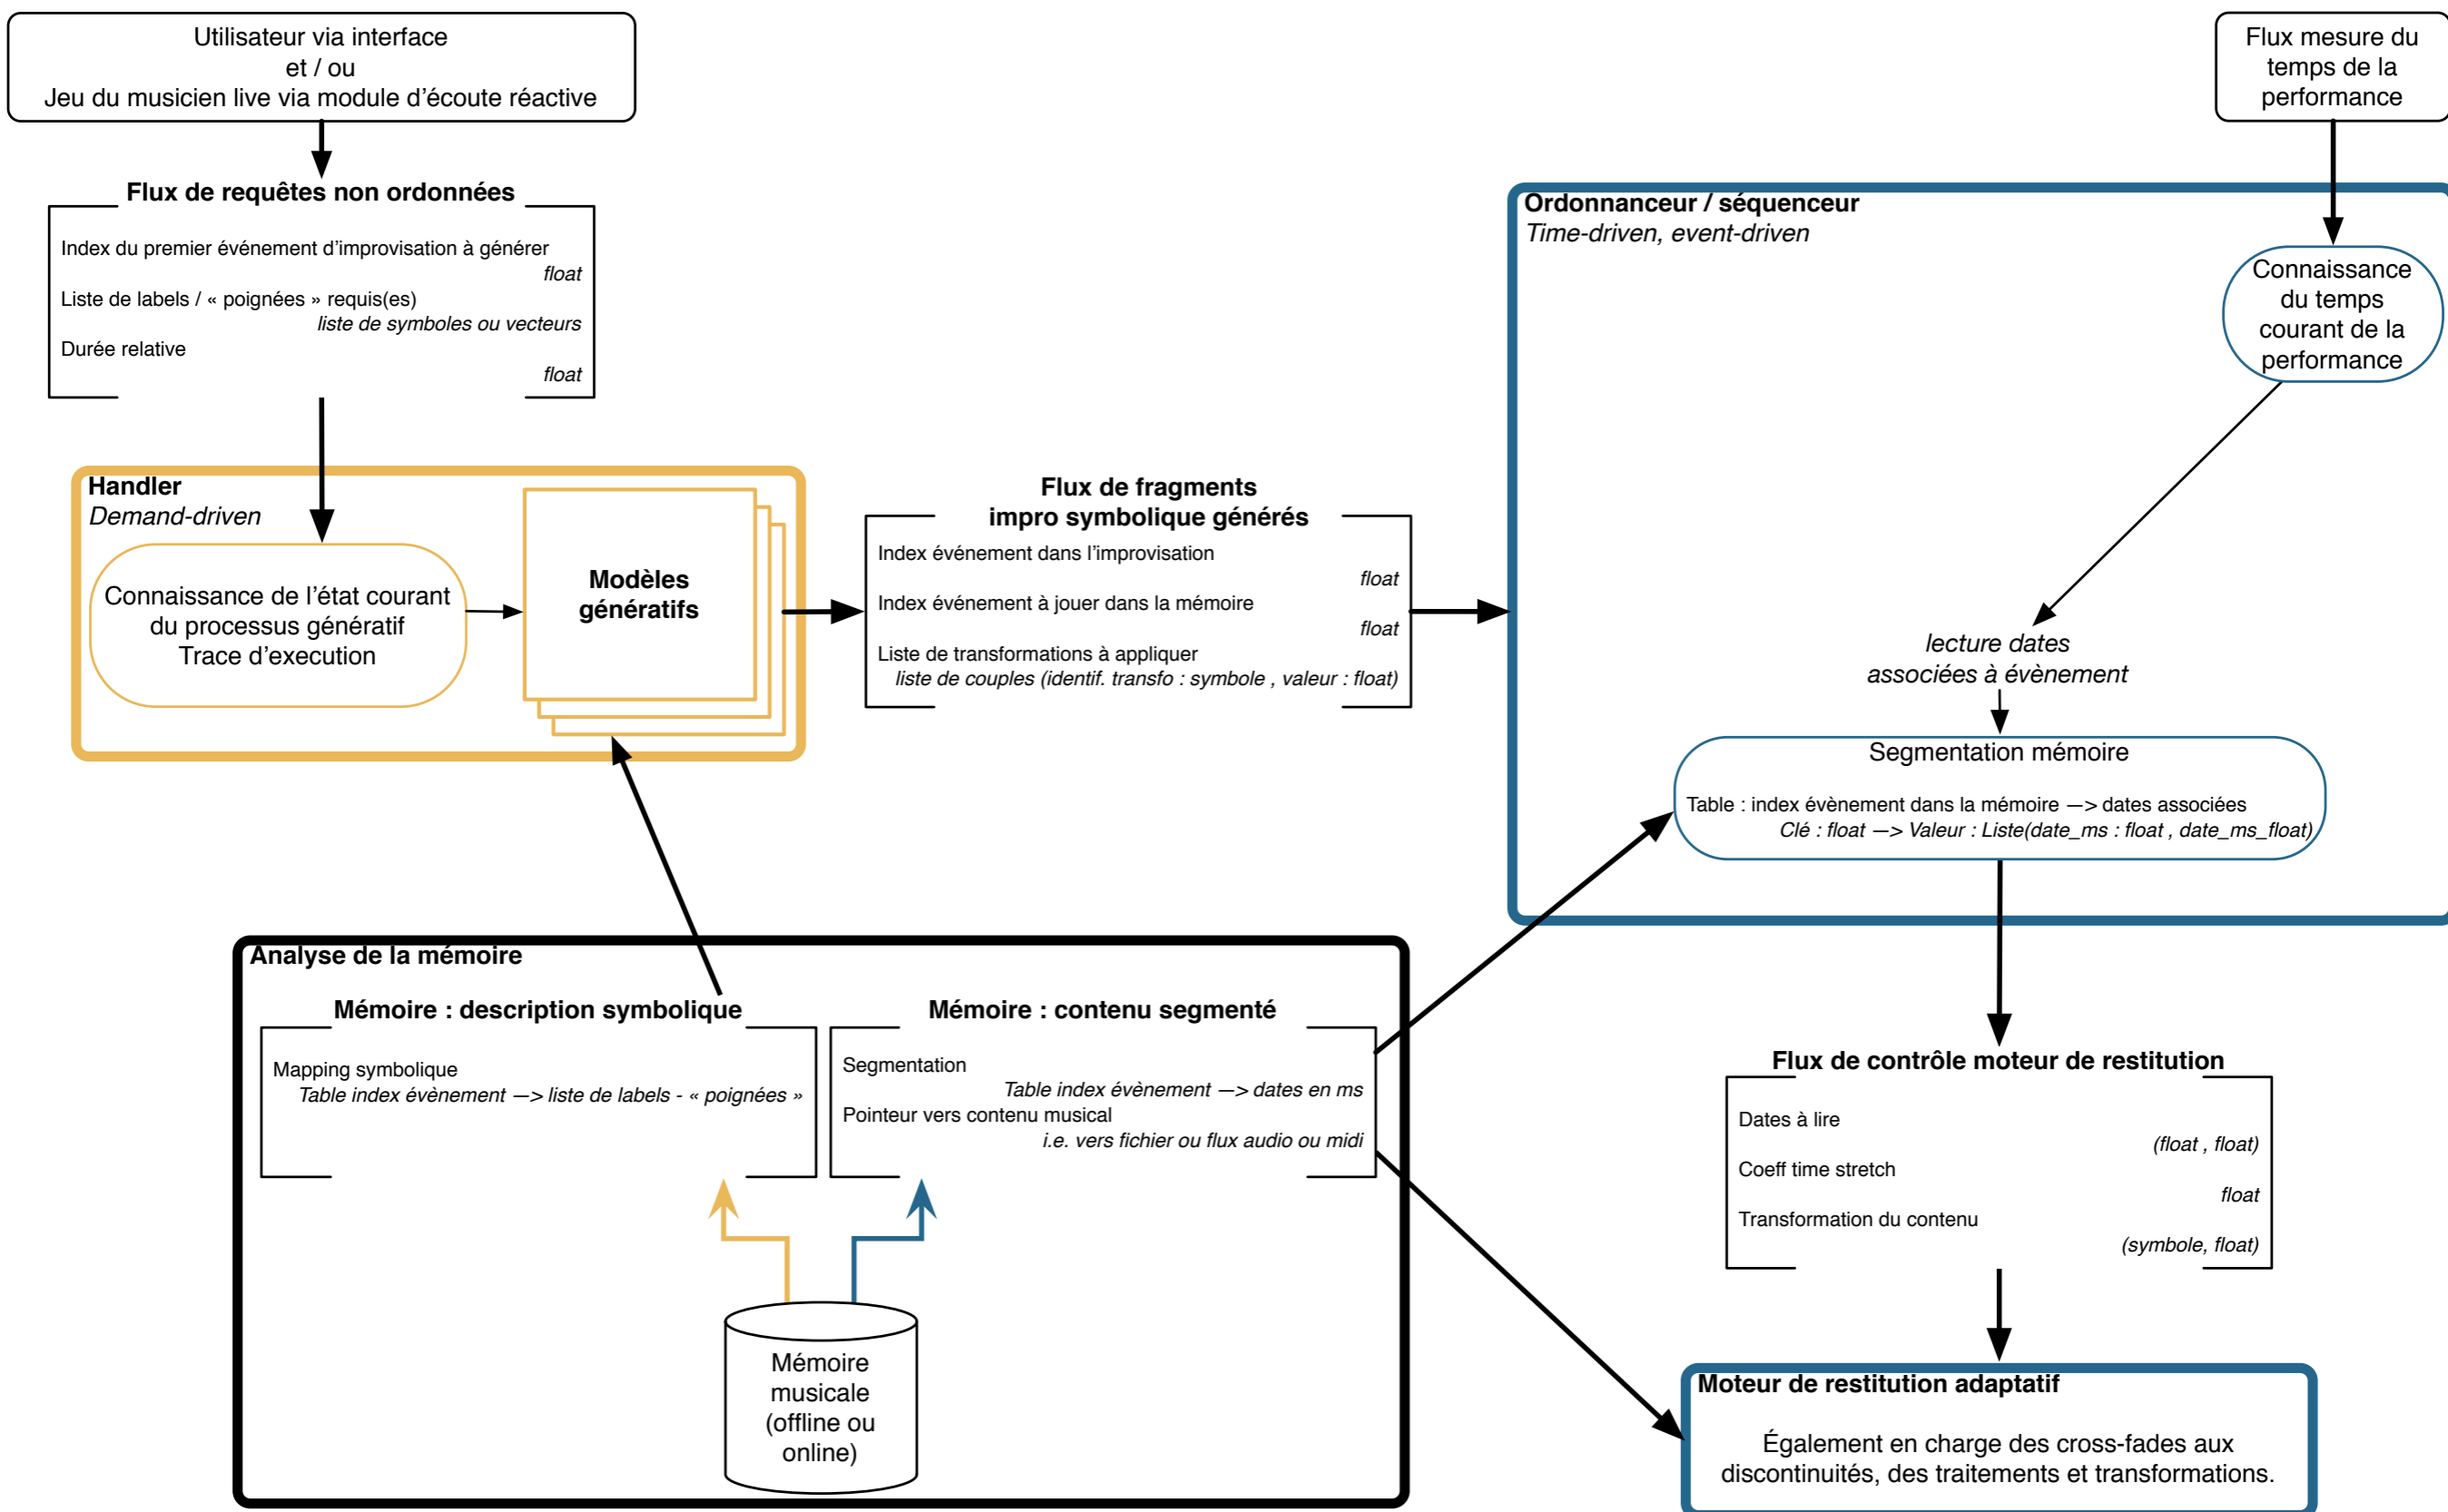 Utilisateur via interface
et / ou
Jeu du musicien live via module d’écoute réactive
Flux mesure du
temps de la
performance
Flux de requêtes non ordonnées
Index du premier événement d’improvisation à générer
float
Liste de labels / « poignées » requis(es)
liste de symboles ou vecteurs
Durée relative
float
Ordonnanceur / séquenceur
Time-driven, event-driven
Connaissance
du temps
courant de la
performance
Handler
Demand-driven
Connaissance de l’état courant
du processus génératif
Trace d’execution
Modèles
génératifs
Flux de fragments
impro symbolique générés
Index événement dans l’improvisation
float
Index événement à jouer dans la mémoire
float
Liste de transformations à appliquer
liste de couples (identif. transfo : symbole , valeur : float)
lecture dates
associées à évènement
Segmentation mémoire
Table : index évènement dans la mémoire —> dates associées
Clé : float —> Valeur : Liste(date_ms : float , date_ms_float)
Analyse de la mémoire
Mémoire : description symbolique
Mapping symbolique
Table index évènement —> liste de labels - « poignées »
Mémoire : contenu segmenté
Segmentation
Table index évènement —> dates en ms
Pointeur vers contenu musical
i.e. vers fichier ou flux audio ou midi
Mémoire
musicale
(offline ou
online)
Flux de contrôle moteur de restitution
Dates à lire
(float , float)
Coeff time stretch
float
Transformation du contenu
(symbole, float)
Moteur de restitution adaptatif
Également en charge des cross-fades aux
discontinuités, des traitements et transformations.